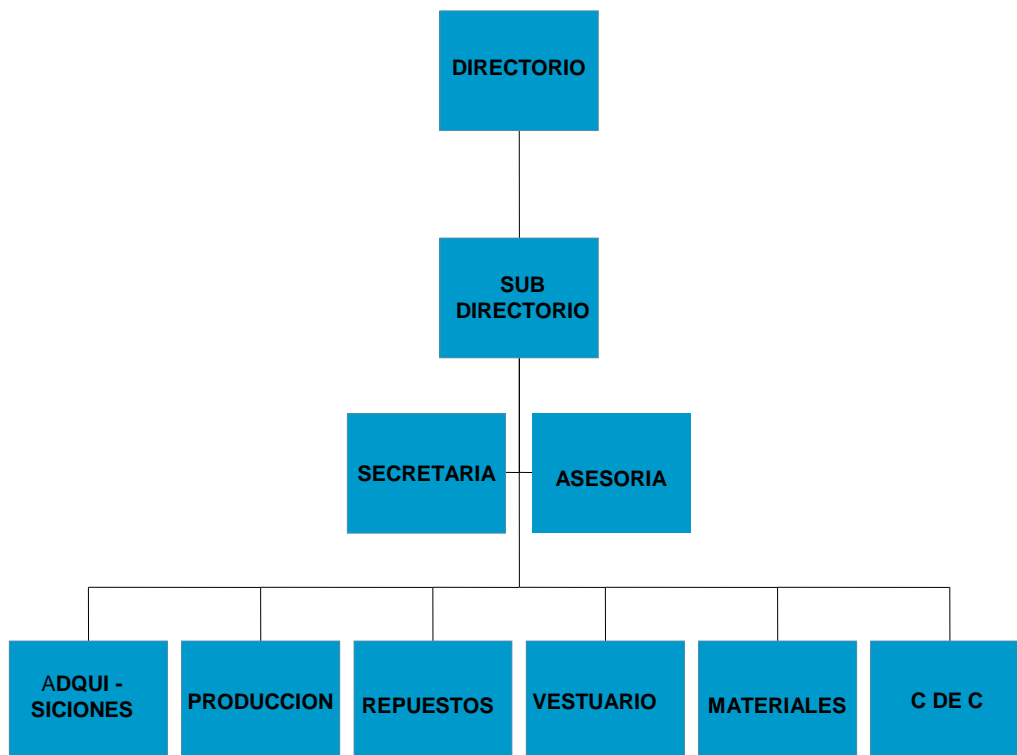 DIRECTORIO
SUB
DIRECTORIO
SECRETARIA
ASESORIA
ADQUI -
SICIONES
PRODUCCION
REPUESTOS
VESTUARIO
MATERIALES
C DE C